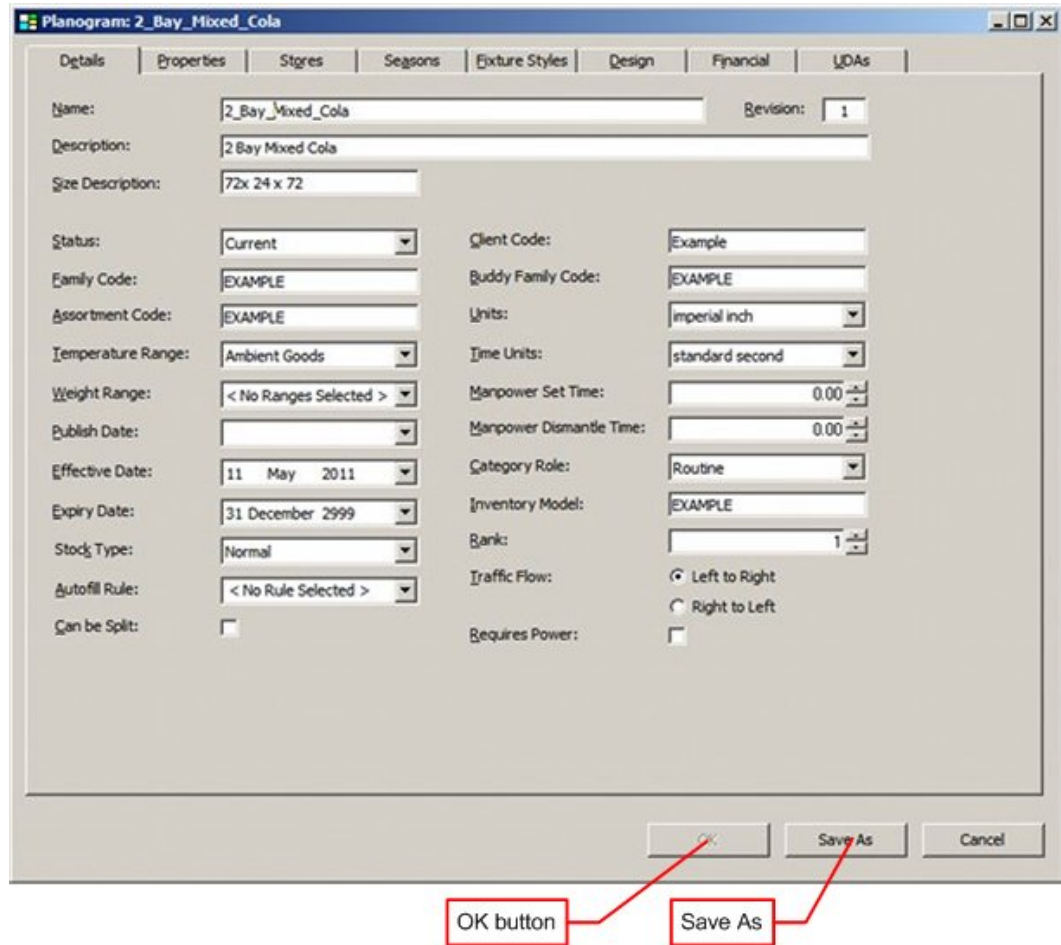 Planogram: 2_Bay_Mixed_Cola
Details Properties Stores Seasons Fixture Styles Design Financial UDAs
Name: 2_Bay_Mixed_Cola Revision: 1
Description: 2 Bay Mixed Cola
Size Description: 72x 24 x 72
Status: Current Client Code: Example
Family Code: EXAMPLE Buddy Family Code: EXAMPLE
Assortment Code: EXAMPLE Units: imperial inch
Temperature Range: Ambient Goods Time Units: standard second
Weight Range: < No Ranges Selected > Manpower Set Time: 0.00
Publish Date: Manpower Dismantle Time: 0.00
Effective Date: 11 May 2011 Category Role: Routine
Expiry Date: 31 December 2999 Inventory Model: EXAMPLE
Stock Type: Normal Rank: 1
Autofill Rule: < No Rule Selected > Traffic Flow: Left to Right
Right to Left
Can be Split: Requires Power:
OK Save As Cancel
OK button Save As